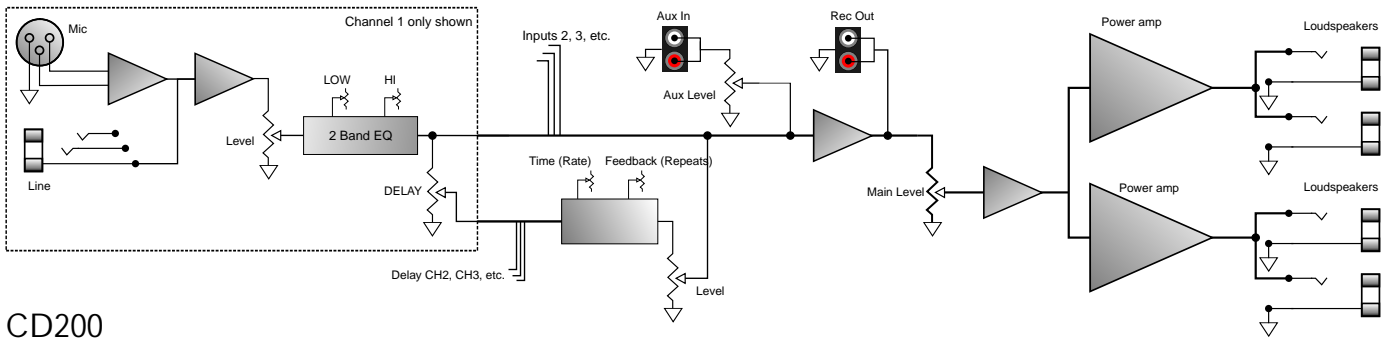 Channel 1 only shown
Mic
Line
Level
LOW
HI
2 Band EQ
DELAY
Inputs 2, 3, etc.
Delay CH2, CH3, etc.
Time (Rate)
Feedback (Repeats)
Level
Aux In
Aux Level
Rec Out
Main Level
Power amp
Loudspeakers
Power amp
Loudspeakers
CD200